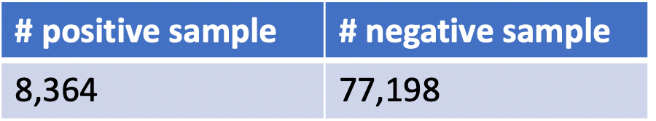 # positive sample # negative sample
8,364 77,198